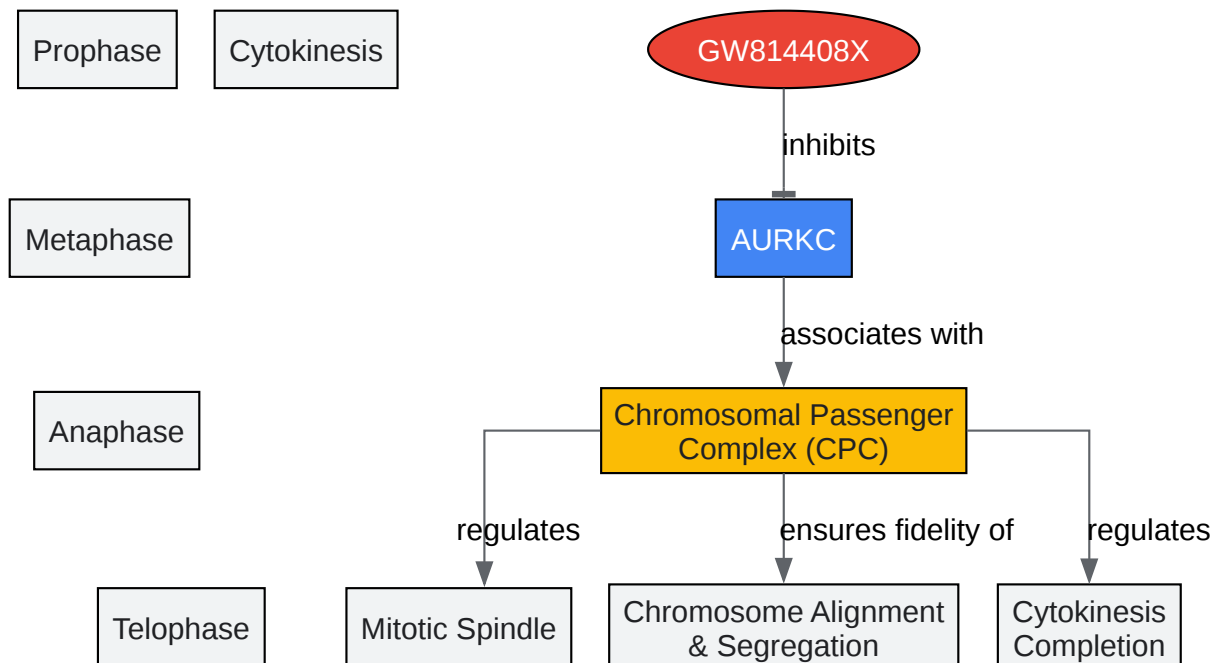 Prophase
Cytokinesis
GW814408X
inhibits
Metaphase
AURKC
associates with
Anaphase
Chromosomal Passenger
Complex (CPC)
regulates
ensures fidelity of
regulates
Telophase
Mitotic Spindle
Chromosome Alignment
& Segregation
Cytokinesis
Completion